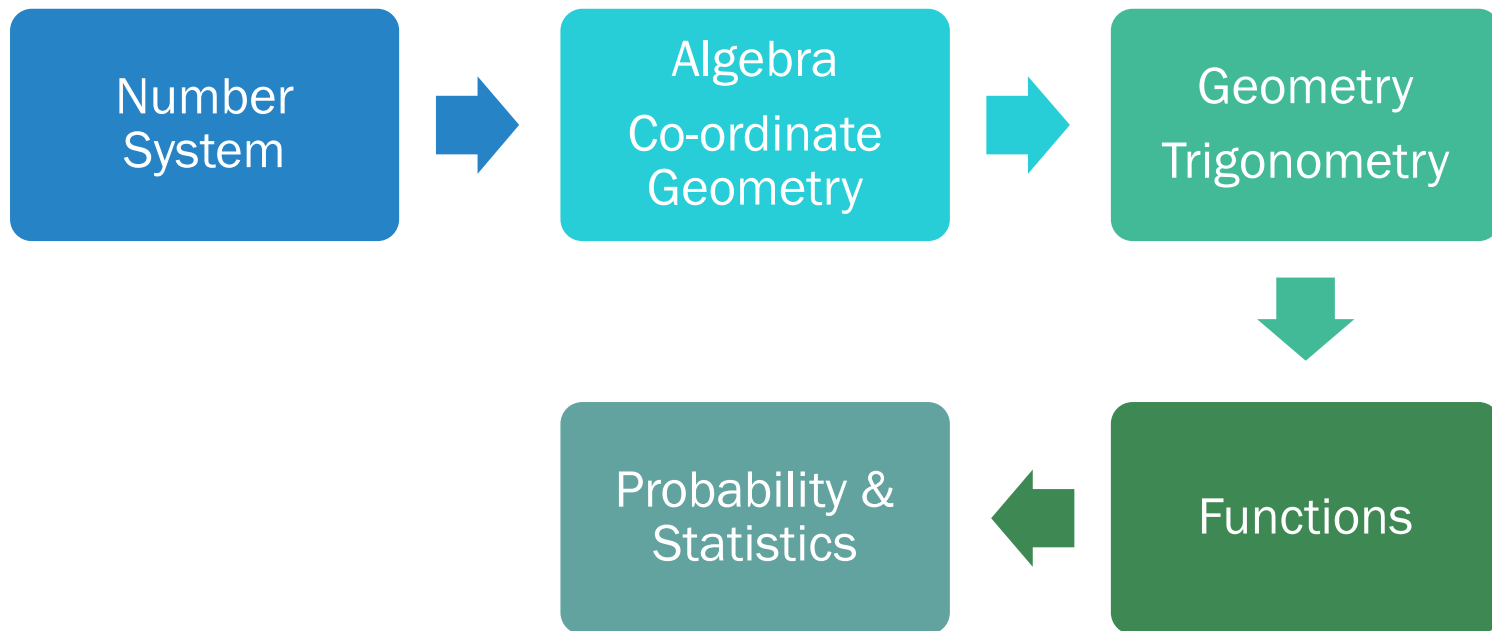 Number
System
Algebra
Co-ordinate
Geometry
Geometry
Trigonometry
Functions
Probability &
Statistics